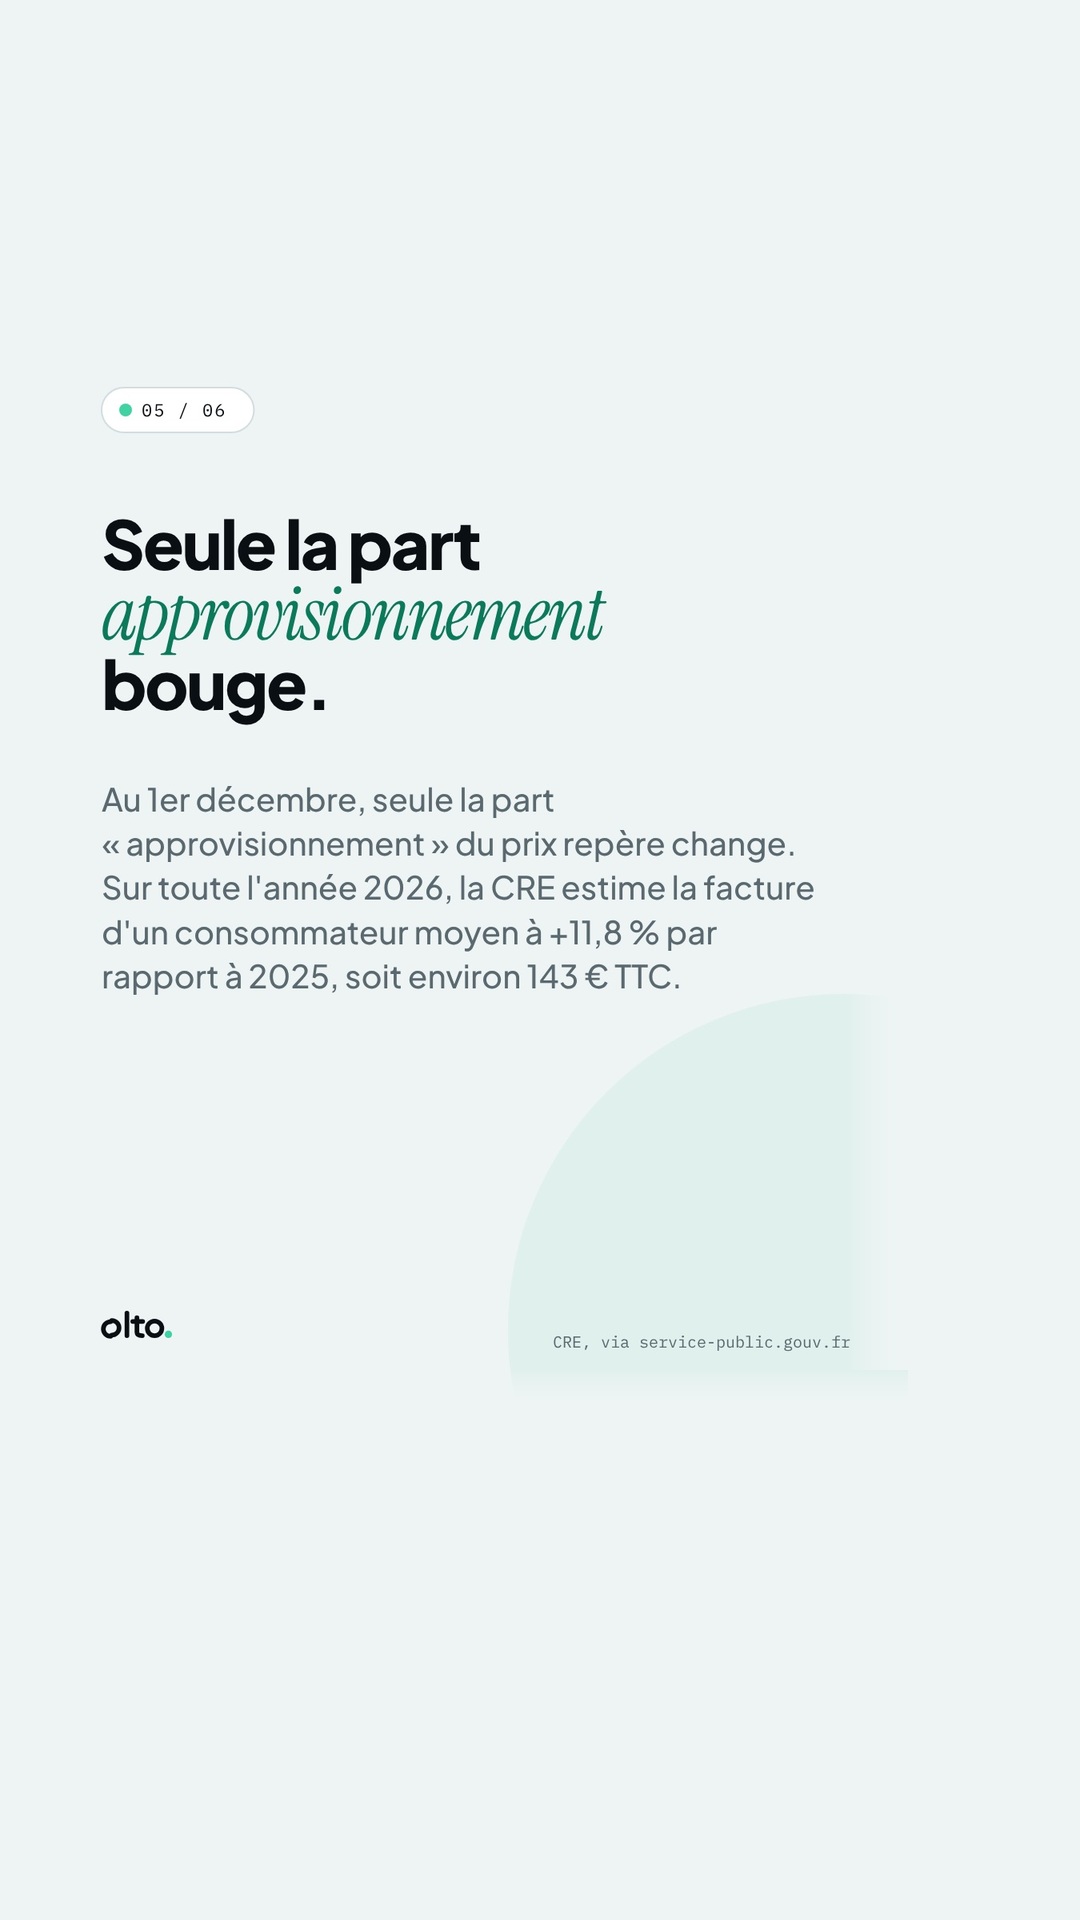 05 / 06
Seule la part
approvisionnement
bouge.
Au 1er décembre, seule la part
« approvisionnement » du prix repère change.
Sur toute l'année 2026, la CRE estime la facture
d'un consommateur moyen à +11,8 % par
rapport à 2025, soit environ 143 € TTC.
olto.
CRE, via service-public.gouv.fr